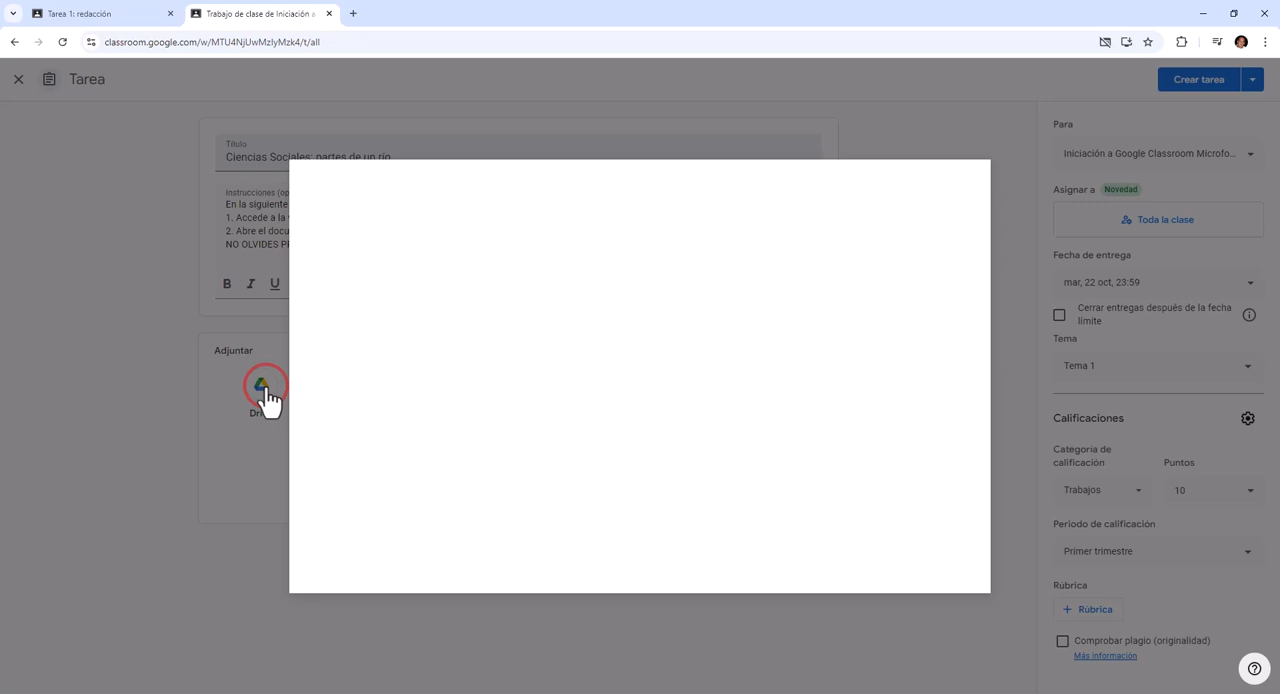 Tarea 1: redacción
Trabajo de clase de Iniciación a
classroom.google.com/w/MTU4NjUwMzIyMzk4/t/all
Tarea
Crear tarea
Título
Ciencias Sociales: partes de un río
Instrucciones (op
En la siguiente
1. Accede a la
2. Abre el docu
NO OLVIDES PR
B I U
Adjuntar
Para
Iniciación a Google Classroom Microfo...
Asignar a Novedad
Toda la clase
Fecha de entrega
mar, 22 oct, 23:59
Cerrar entregas después de la fecha
límite
Tema
Tema 1
Calificaciones
Categoría de
calificación
Puntos
Trabajos
10
Periodo de calificación
Primer trimestre
Rúbrica
+ Rúbrica
Comprobar plagio (originalidad)
Más información